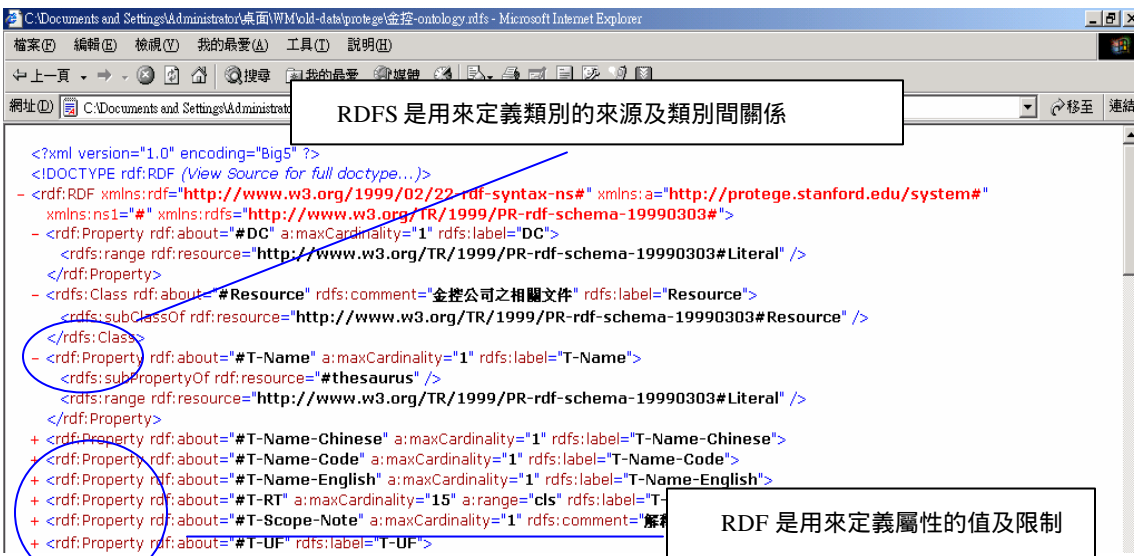 C:\Documents and Settings\Administrator\桌面\WM\old-data\protege\金控-ontology.rdfs - Microsoft Internet Explorer
檔案(F) 編輯(E) 檢視(V) 我的最愛(A) 工具(T) 說明(H)
上一頁 搜尋 我的最愛 媒體
網址(D) C:\Documents and Settings\Administrat 移至 連結
RDFS 是用來定義類別的來源及類別間關係
<?xml version="1.0" encoding="Big5" ?>
<!DOCTYPE rdf:RDF (View Source for full doctype...)>
- <rdf:RDF xmlns:rdf="http://www.w3.org/1999/02/22-rdf-syntax-ns#" xmlns:a="http://protege.stanford.edu/system#"
xmlns:ns1="#" xmlns:rdfs="http://www.w3.org/TR/1999/PR-rdf-schema-19990303#">
- <rdf:Property rdf:about="#DC" a:maxCardinality="1" rdfs:label="DC">
<rdfs:range rdf:resource="http://www.w3.org/TR/1999/PR-rdf-schema-19990303#Literal" />
</rdf:Property>
- <rdfs:Class rdf:about="#Resource" rdfs:comment="金控公司之相關文件" rdfs:label="Resource">
<rdfs:subClassOf rdf:resource="http://www.w3.org/TR/1999/PR-rdf-schema-19990303#Resource" />
</rdfs:Class>
- <rdf:Property rdf:about="#T-Name" a:maxCardinality="1" rdfs:label="T-Name">
<rdfs:subPropertyOf rdf:resource="#thesaurus" />
<rdfs:range rdf:resource="http://www.w3.org/TR/1999/PR-rdf-schema-19990303#Literal" />
</rdf:Property>
+ <rdf:Property rdf:about="#T-Name-Chinese" a:maxCardinality="1" rdfs:label="T-Name-Chinese">
+ <rdf:Property rdf:about="#T-Name-Code" a:maxCardinality="1" rdfs:label="T-Name-Code">
+ <rdf:Property rdf:about="#T-Name-English" a:maxCardinality="1" rdfs:label="T-Name-English">
+ <rdf:Property rdf:about="#T-RT" a:maxCardinality="15" a:range="cls" rdfs:label="T-
+ <rdf:Property rdf:about="#T-Scope-Note" a:maxCardinality="1" rdfs:comment="解
+ <rdf:Property rdf:about="#T-UF" rdfs:label="T-UF">
RDF 是用來定義屬性的值及限制